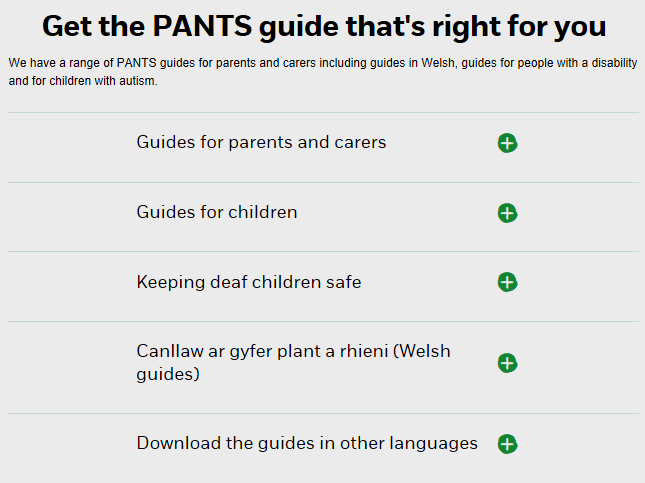 Get the PANTS guide that's right for you
We have a range of PANTS guides for parents and carers including guides in Welsh, guides for people with a disability
and for children with autism.
Guides for parents and carers
Guides for children
Keeping deaf children safe
Canllaw ar gyfer plant a rhieni (Welsh
guides)
Download the guides in other languages